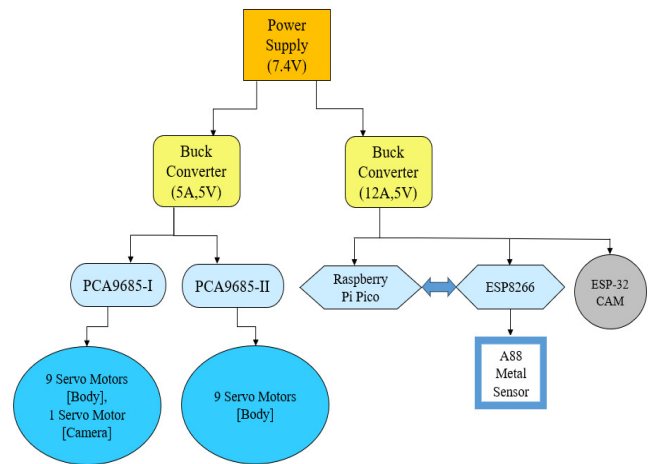 Power
Supply
(7.4V)
Buck
Converter
(5A,5V)
Buck
Converter
(12A,5V)
PCA9685-I
PCA9685-II
Raspberry
Pi Pico
ESP8266
ESP-32
CAM
9 Servo Motors
[Body],
1 Servo Motor
[Camera]
9 Servo Motors
[Body]
A88
Metal
Sensor